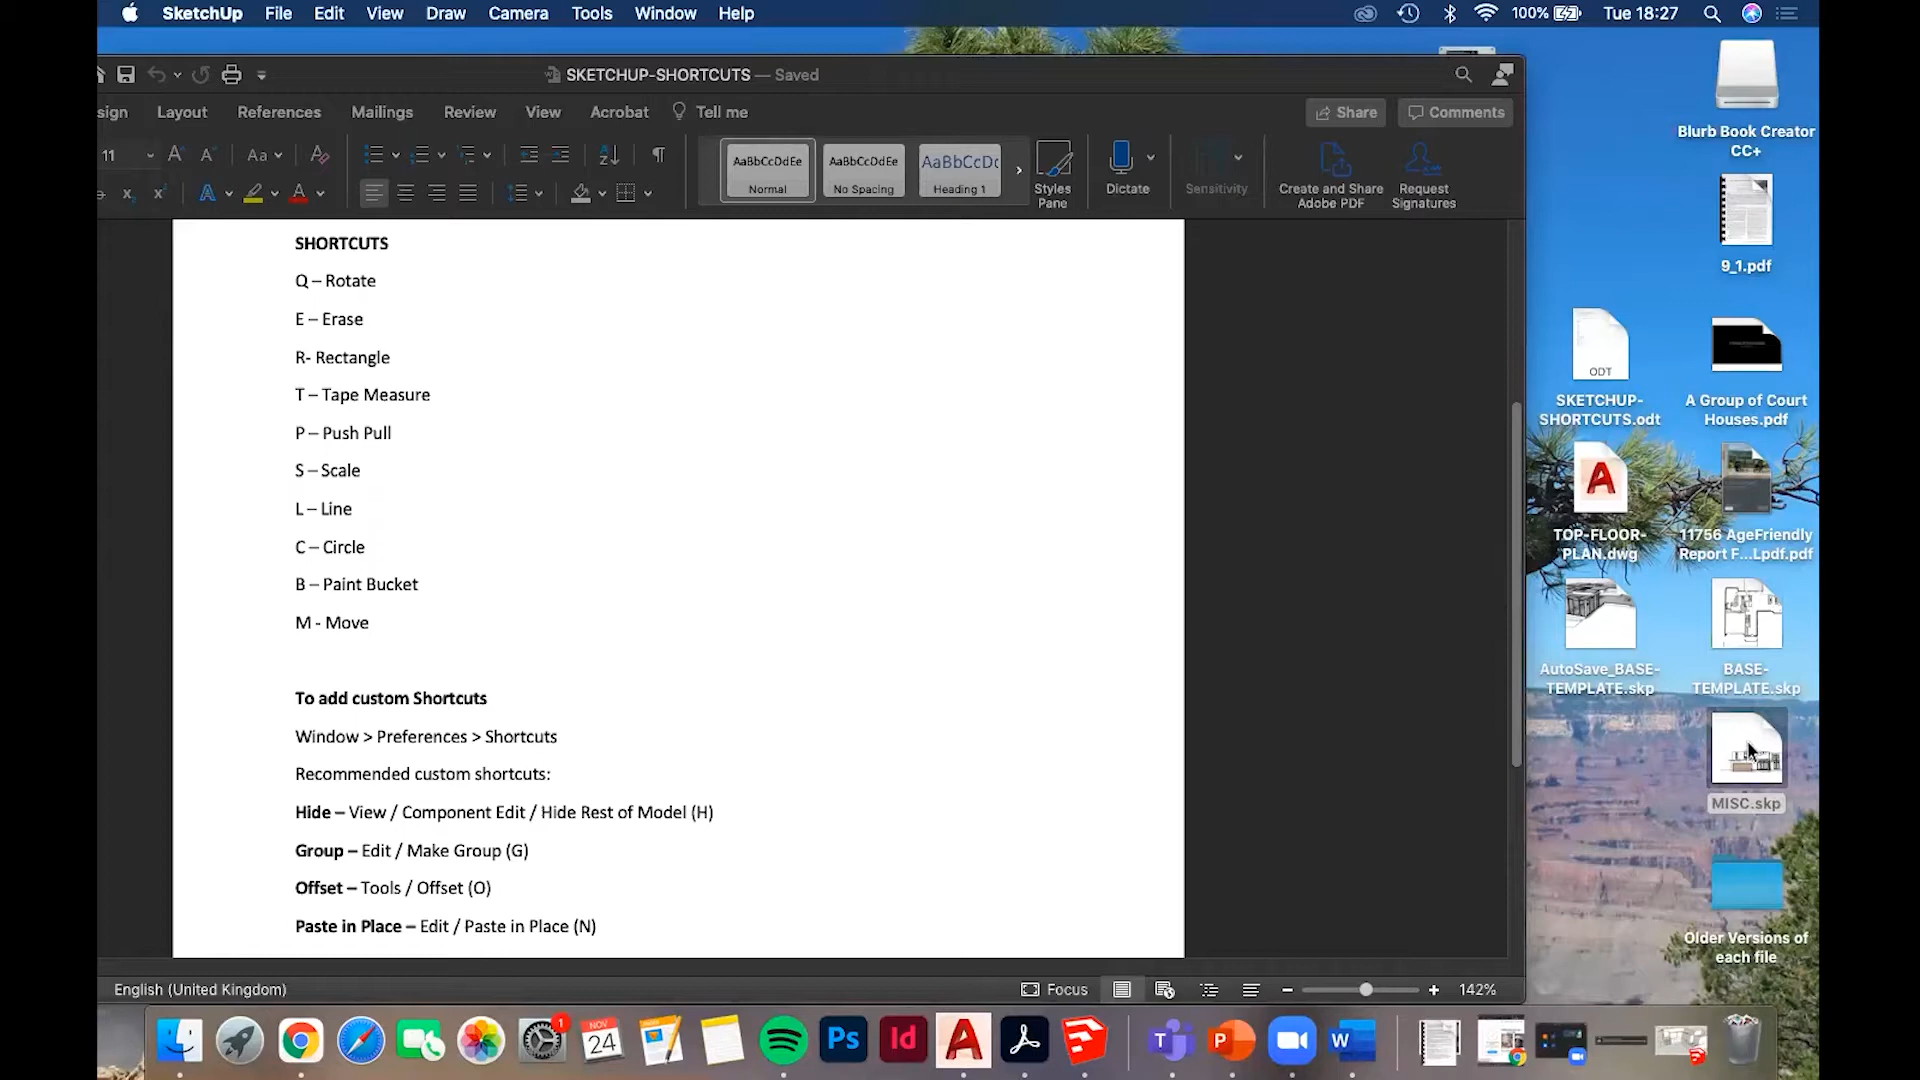 SketchUp File Edit View Draw Camera Tools Window Help 100% Tue 18:27
SKETCHUP-SHORTCUTS — Saved
sign Layout References Mailings Review View Acrobat Tell me Share Comments
11
AaBbCcDdEe AaBbCcDdEe AaBbCcDc
Normal No Spacing Heading 1
Styles Pane
Dictate
Sensitivity
Create and Share Adobe PDF
Request Signatures
SHORTCUTS
Q – Rotate
E – Erase
R- Rectangle
T – Tape Measure
P – Push Pull
S – Scale
L – Line
C – Circle
B – Paint Bucket
M - Move
To add custom Shortcuts
Window > Preferences > Shortcuts
Recommended custom shortcuts:
Hide – View / Component Edit / Hide Rest of Model (H)
Group – Edit / Make Group (G)
Offset – Tools / Offset (O)
Paste in Place – Edit / Paste in Place (N)
English (United Kingdom) Focus 142%
Blurb Book Creator
CC+
9_1.pdf
ODT
SKETCHUP-
SHORTCUTS.odt
A Group of Court
Houses.pdf
TOP-FLOOR-
PLAN.dwg
11756 AgeFriendly
Report F...Lpdf.pdf
AutoSave_BASE-
TEMPLATE.skp
BASE-
TEMPLATE.skp
MISC.skp
Older Versions of
each file
NOV
24
1
Ps
Id